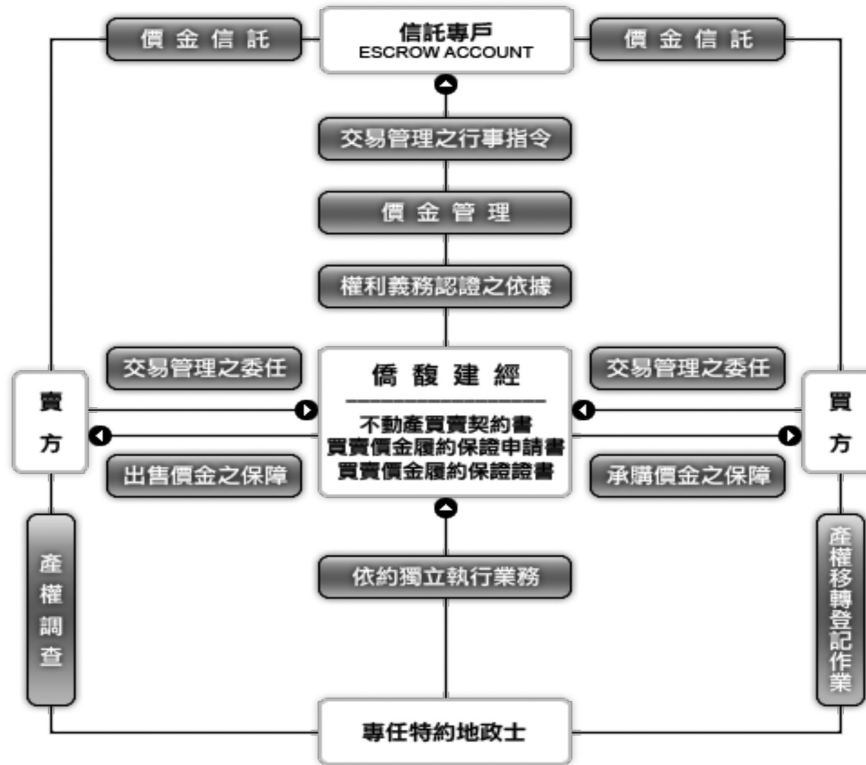 價金信託
信託專戶
ESCROW ACCOUNT
價金信託
交易管理之行事指令
價金管理
權利義務認證之依據
交易管理之委任
僑馥建經
交易管理之委任
賣方
不動產買賣契約書
買賣價金履約保證申請書
買賣價金履約保證證書
買方
出售價金之保障
承購價金之保障
產權調查
依約獨立執行業務
產權移轉登記作業
專任特約地政士